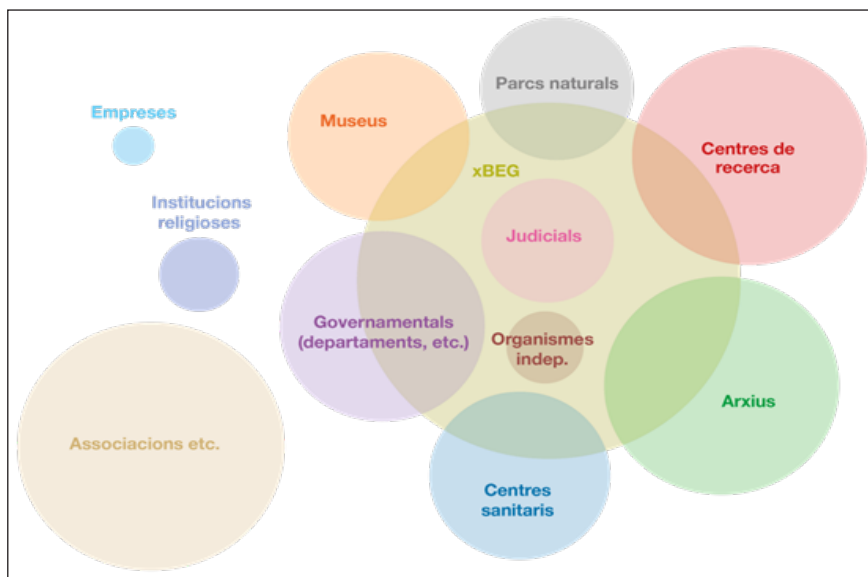 Parcs naturals
Empreses
Museus
Centres de
recerca
xBEG
Institucions
religioses
Judicials
Governamentals
(departaments, etc.)
Organismes
indep.
Arxius
Associacions etc.
Centres
sanitaris